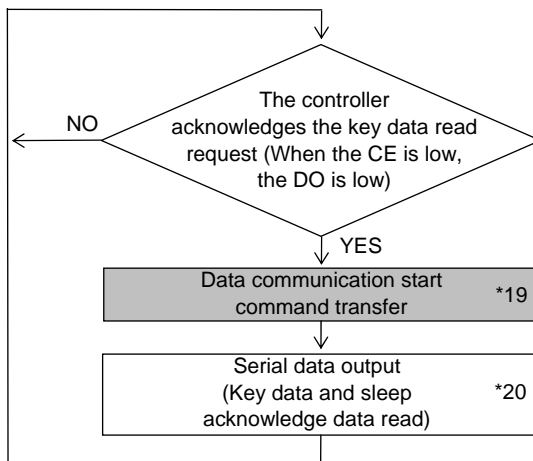 The controller
acknowledges the key data read
request (When the CE is low,
the DO is low)
NO
YES
Data communication start
command transfer
*19
Serial data output
(Key data and sleep
acknowledge data read)
*20